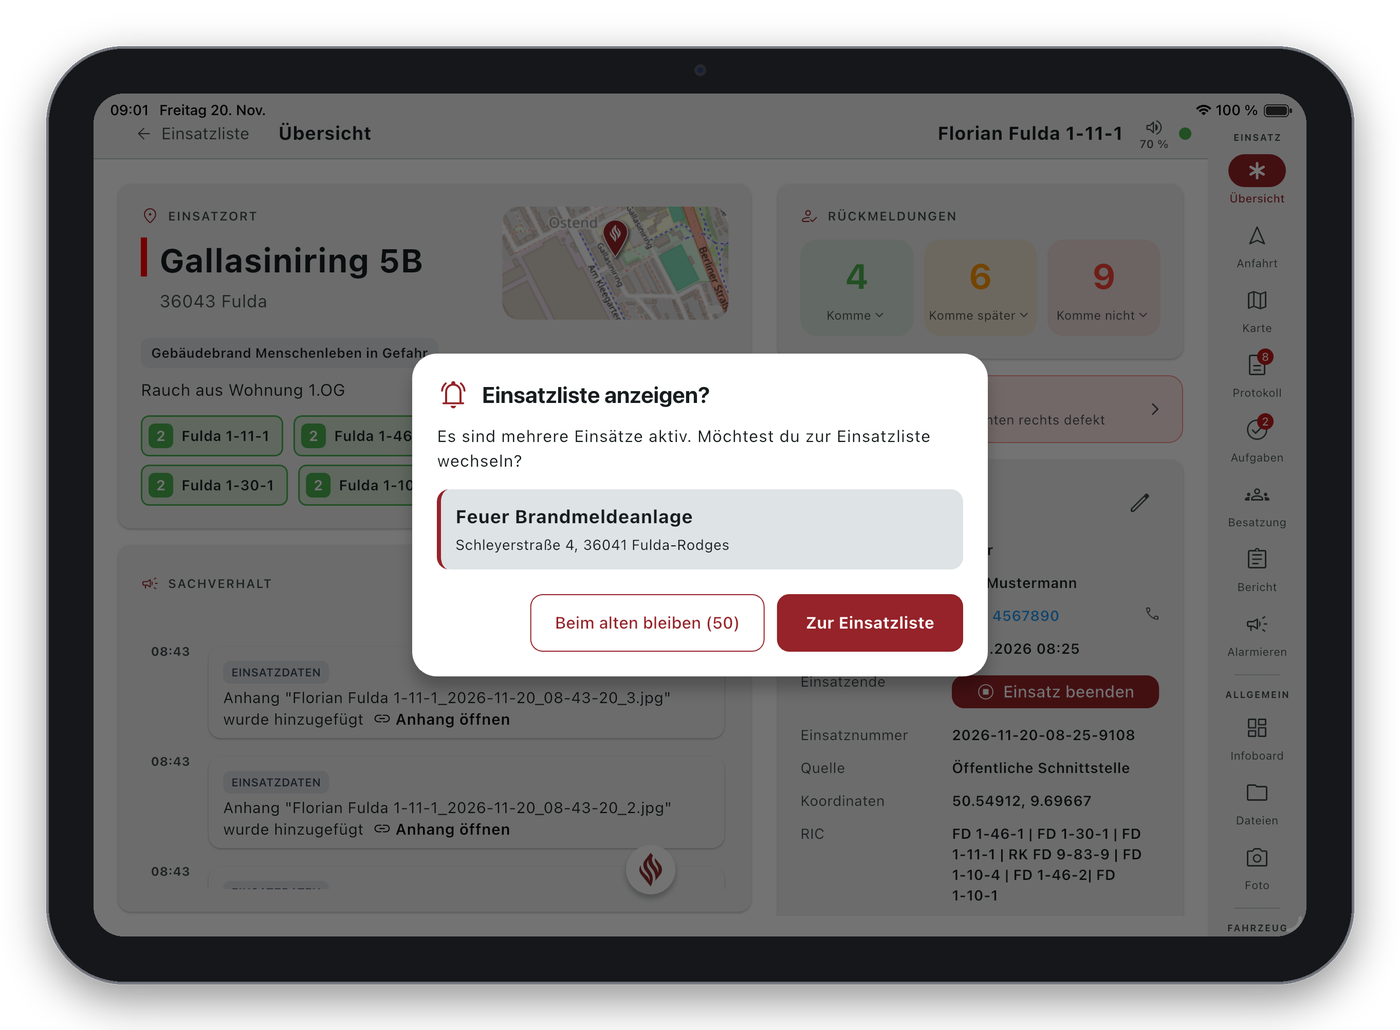 09:01 Freitag 20. Nov.
100 %
← Einsatzliste Übersicht
Florian Fulda 1-11-1
70 %
EINSATZORT
Gallasiniring 5B
36043 Fulda
Ostend
Gallasiniring
Gallasiniring
Am Kleegarten
Berliner Straß
Gebäudebrand Menschenleben in Gefahr
Rauch aus Wohnung 1.OG
2 Fulda 1-11-1
2 Fulda 1-46
2 Fulda 1-30-1
2 Fulda 1-10
RÜCKMELDUNGEN
4
Komme
6
Komme später
9
Komme nicht
nten rechts defekt
Einsatzliste anzeigen?
Es sind mehrere Einsätze aktiv. Möchtest du zur Einsatzliste
wechseln?
Feuer Brandmeldeanlage
Schleyerstraße 4, 36041 Fulda-Rodges
Beim alten bleiben (50)
Zur Einsatzliste
SACHVERHALT
08:43
EINSATZDATEN
Anhang "Florian Fulda 1-11-1_2026-11-20_08-43-20_3.jpg"
wurde hinzugefügt Anhang öffnen
08:43
EINSATZDATEN
Anhang "Florian Fulda 1-11-1_2026-11-20_08-43-20_2.jpg"
wurde hinzugefügt Anhang öffnen
08:43
r
Mustermann
4567890
.2026 08:25
Einsatzende
Einsatz beenden
Einsatznummer 2026-11-20-08-25-9108
Quelle Öffentliche Schnittstelle
Koordinaten 50.54912, 9.69667
RIC FD 1-46-1 | FD 1-30-1 | FD
1-11-1 | RK FD 9-83-9 | FD
1-10-4 | FD 1-46-2| FD
1-10-1
EINSATZ
Übersicht
Anfahrt
Karte
8
Protokoll
2
Aufgaben
Besatzung
Bericht
Alarmieren
ALLGEMEIN
Infoboard
Dateien
Foto
FAHRZEUG